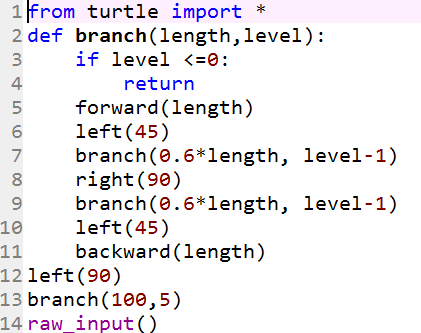 1 from turtle import *
2 def branch(length,level):
3     if level <=0:
4         return
5     forward(length)
6     left(45)
7     branch(0.6*length, level-1)
8     right(90)
9     branch(0.6*length, level-1)
10     left(45)
11     backward(length)
12 left(90)
13 branch(100,5)
14 raw_input()